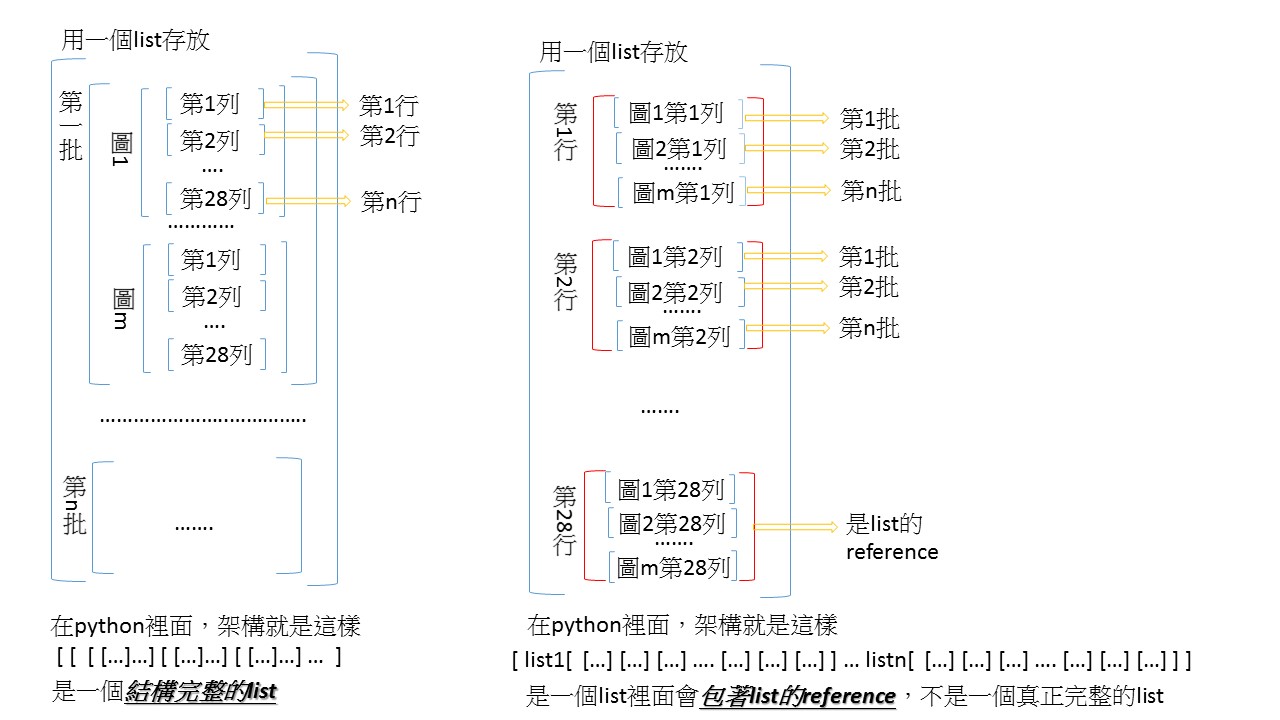 用一個list存放
第一批
圖1
[ 第1列 ]
第1行
[ 第2列 ]
第2行
....
[ 第28列 ]
第n行
............
圖m
[ 第1列 ]
[ 第2列 ]
....
[ 第28列 ]
.....................................
第n批
.......
在python裡面，架構就是這樣
[ [ [ [...]...] [ [...]...] [ [...]...] ... ]
是一個結構完整的list
用一個list存放
第1行
圖1第1列
第1批
圖2第1列
第2批
.......
圖m第1列
第n批
第2行
圖1第2列
第1批
圖2第2列
第2批
.......
圖m第2列
第n批
.......
第28行
圖1第28列
圖2第28列
.......
圖m第28列
是list的
reference
在python裡面，架構就是這樣
[ list1[ [...] [...] [...] .... [...] [...] [...] ] ... listn[ [...] [...] [...] .... [...] [...] [...] ] ]
是一個list裡面會包著list的reference，不是一個真正完整的list